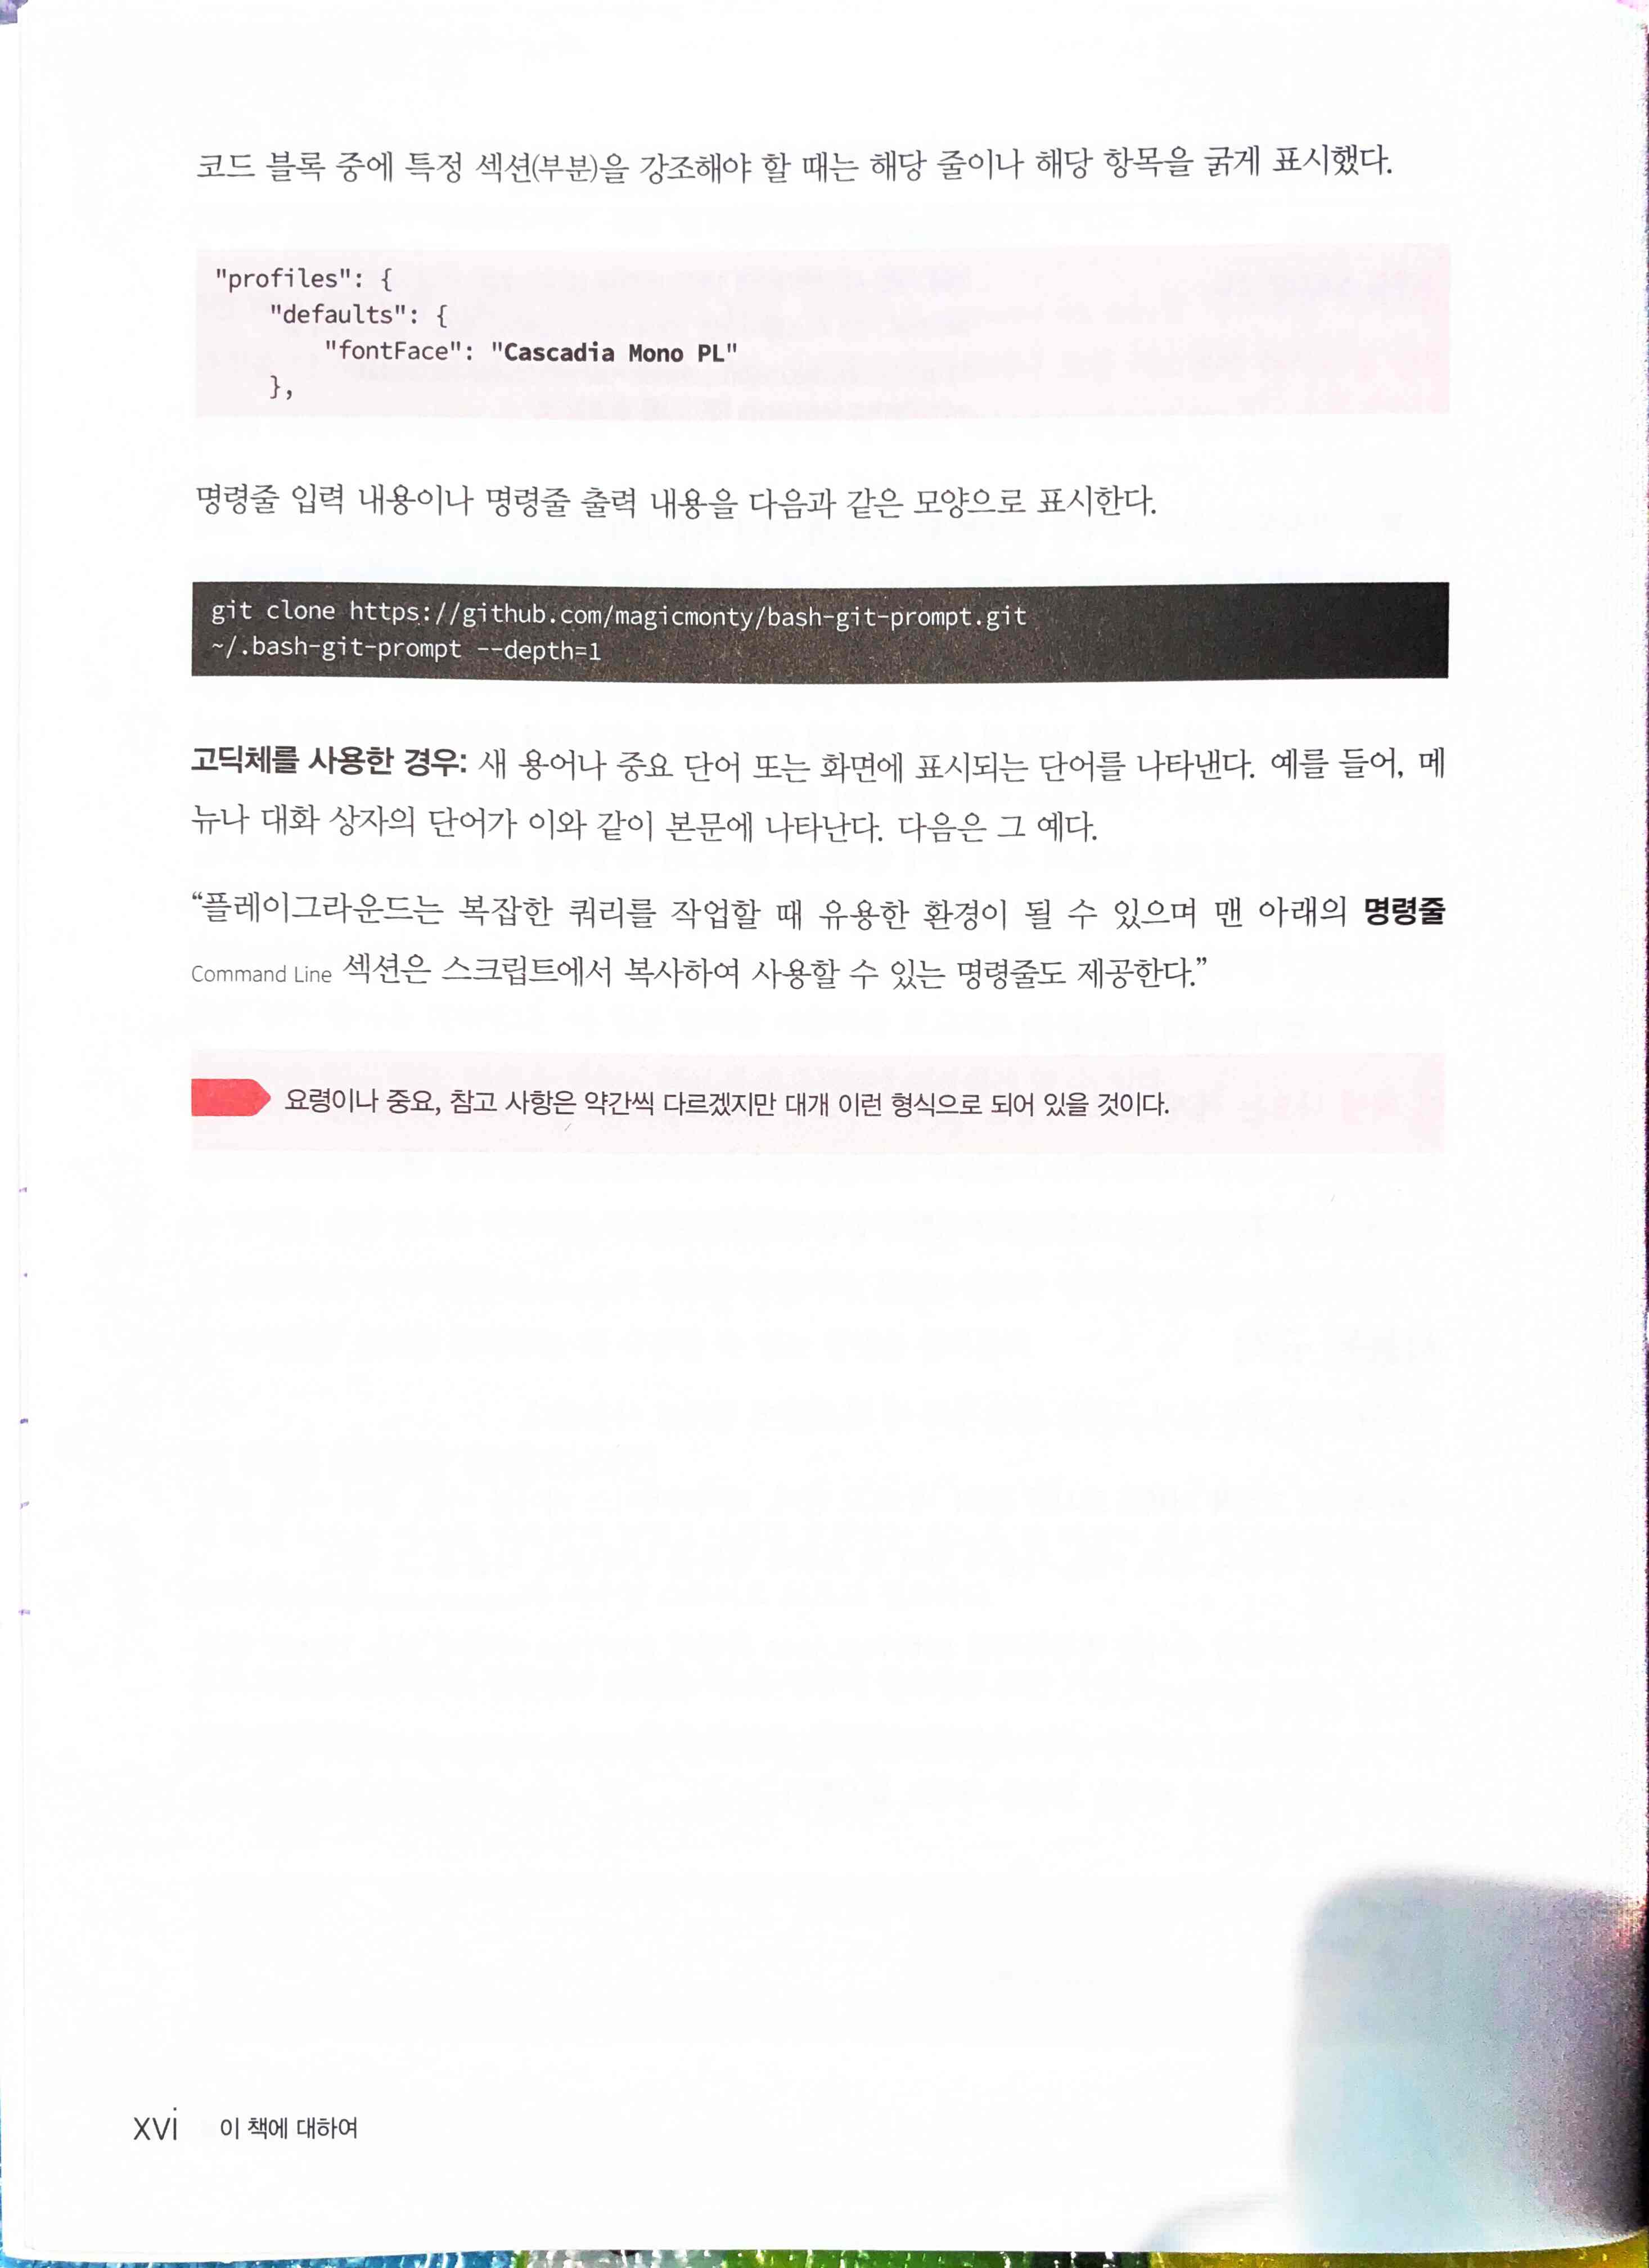 코드 블록 중에 특정 섹션(부분)을 강조해야 할 때는 해당 줄이나 해당 항목을 굵게 표시했다.
"profiles": {
"defaults": {
"fontFace": "Cascadia Mono PL"
},
명령줄 입력 내용이나 명령줄 출력 내용을 다음과 같은 모양으로 표시한다.
git clone https://github.com/magicmonty/bash-git-prompt.git
~/.bash-git-prompt --depth=1
고딕체를 사용한 경우: 새 용어나 중요 단어 또는 화면에 표시되는 단어를 나타낸다. 예를 들어, 메
뉴나 대화 상자의 단어가 이와 같이 본문에 나타난다. 다음은 그 예다.
“플레이그라운드는 복잡한 쿼리를 작업할 때 유용한 환경이 될 수 있으며 맨 아래의 명령줄
Command Line 섹션은 스크립트에서 복사하여 사용할 수 있는 명령줄도 제공한다.”
요령이나 중요, 참고 사항은 약간씩 다르겠지만 대개 이런 형식으로 되어 있을 것이다.
xvi 이 책에 대하여